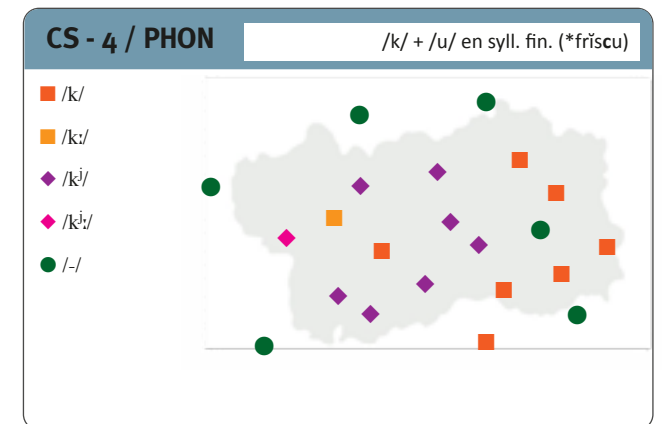 CS - 4 / PHON
/k/ + /u/ en syll. fin. (*frĭscu)
/k/
/kː/
/kʲ/
/kʲː/
/-/